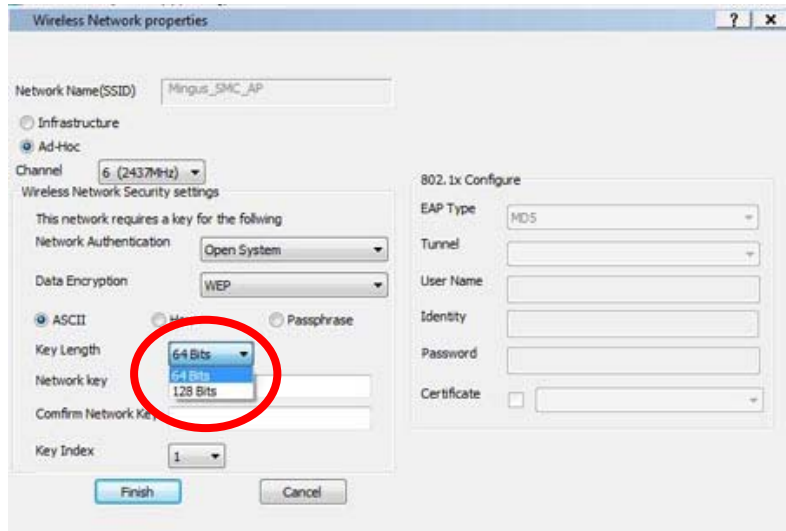 Wireless Network properties
? x
Network Name(SSID) Mingus_SMC_AP
Infrastructure
Ad-Hoc
Channel 6 (2437MHz)
Wireless Network Security settings
This network requires a key for the follwing
Network Authentication Open System
Data Encryption WEP
ASCII Passphrase
Key Length 64 Bits
64 Bits
128 Bits
Network key
Comfirm Network Key
Key Index 1
Finish Cancel
802.1x Configure
EAP Type MD5
Tunnel
User Name
Identity
Password
Certificate